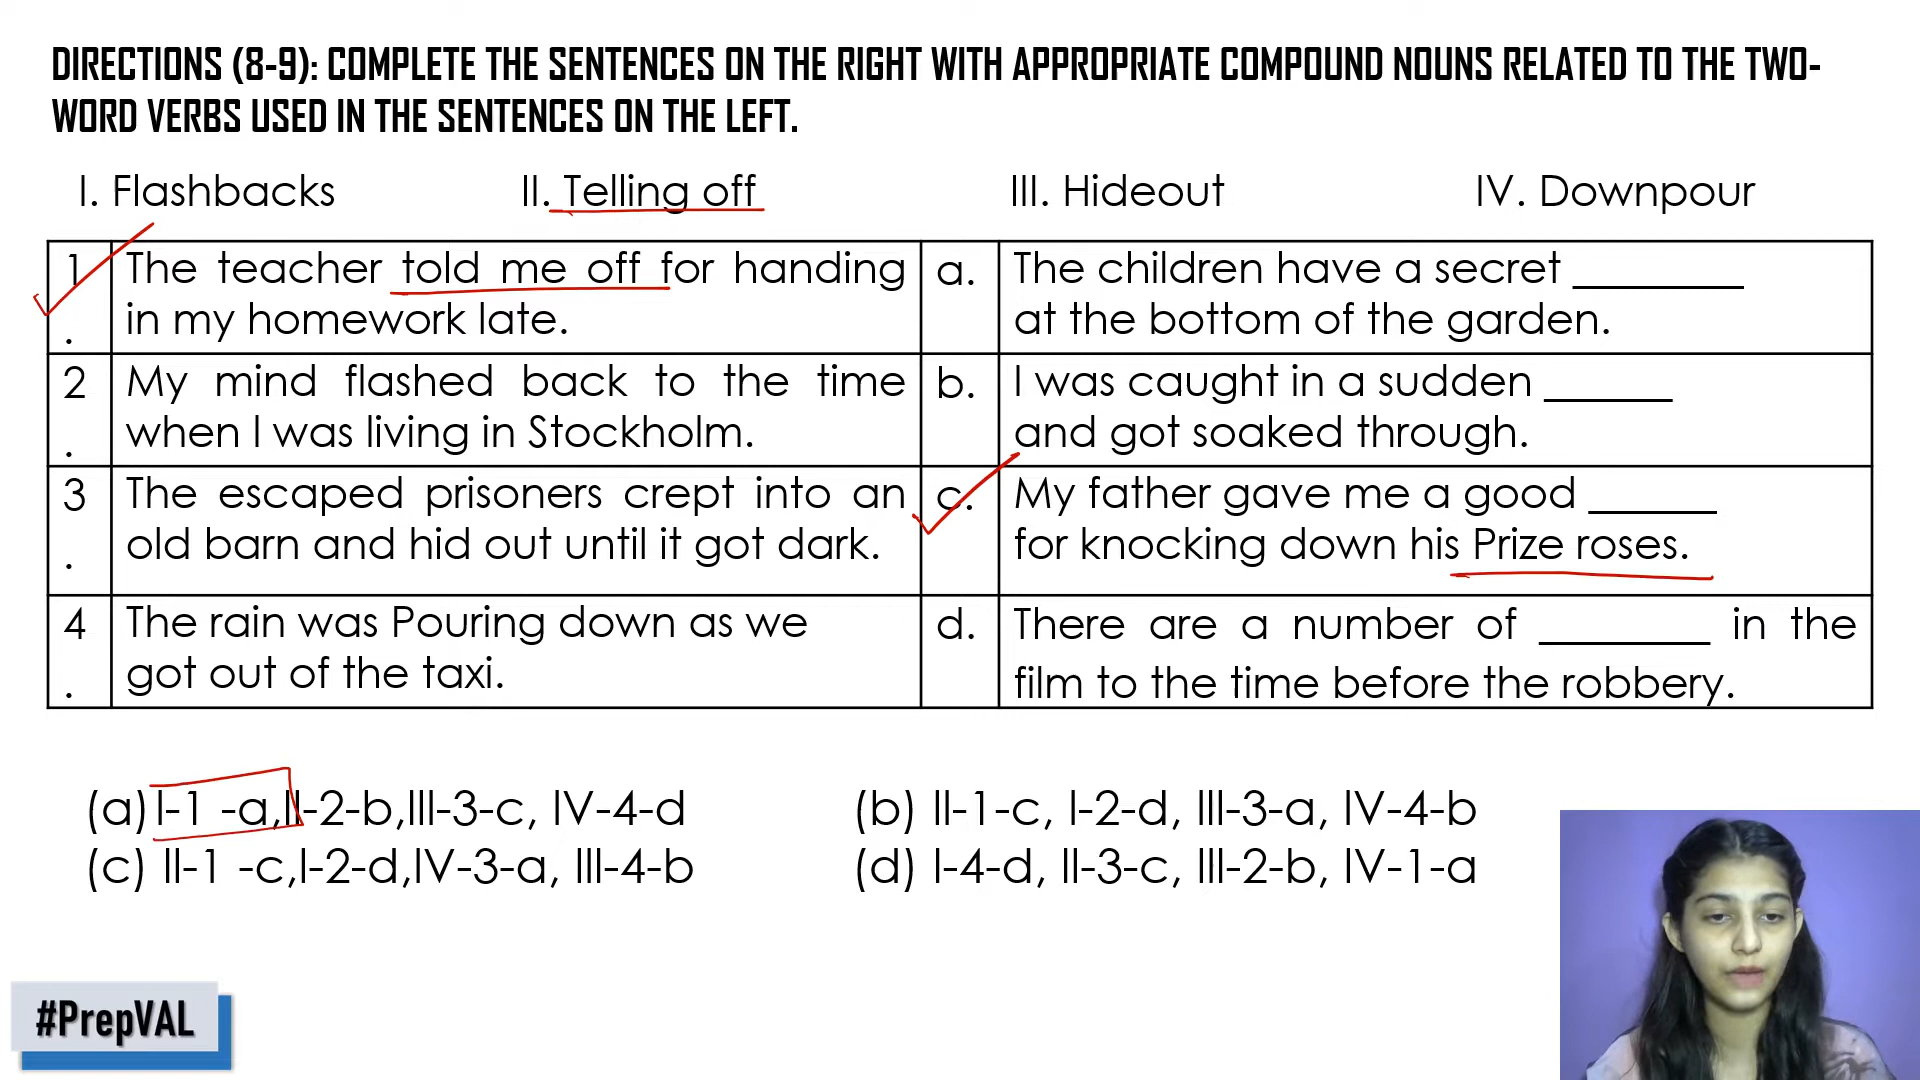 DIRECTIONS (8-9): COMPLETE THE SENTENCES ON THE RIGHT WITH APPROPRIATE COMPOUND NOUNS RELATED TO THE TWO-
WORD VERBS USED IN THE SENTENCES ON THE LEFT.
I. Flashbacks II. Telling off III. Hideout IV. Downpour
1. The teacher told me off for handing
in my homework late.
a. The children have a secret ________
at the bottom of the garden.
2. My mind flashed back to the time
when I was living in Stockholm.
b. I was caught in a sudden ______
and got soaked through.
3. The escaped prisoners crept into an
old barn and hid out until it got dark.
c. My father gave me a good ______
for knocking down his Prize roses.
4. The rain was Pouring down as we
got out of the taxi.
d. There are a number of ________ in the
film to the time before the robbery.
(a) I-1 -a,II-2-b,III-3-c, IV-4-d (b) II-1-c, I-2-d, III-3-a, IV-4-b
(c) II-1 -c,I-2-d,IV-3-a, III-4-b (d) I-4-d, II-3-c, III-2-b, IV-1-a
#PrepVAL